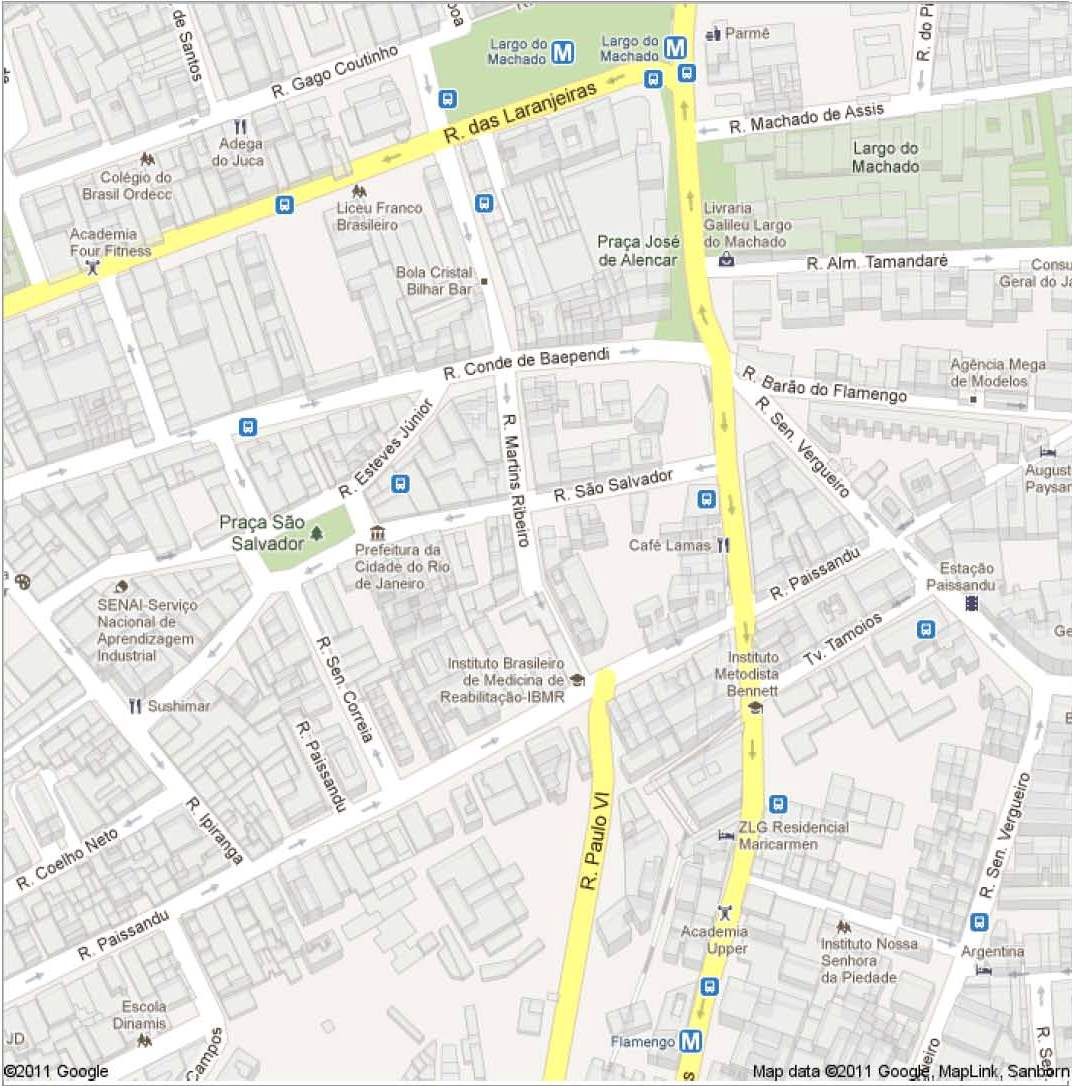 de Santos
R. Gago Coutinho
Largo do
Machado
M
Largo do
Machado
M
Parmê
R. das Laranjeiras
R. Machado de Assis
Largo do
Machado
Adega
do Juca
Colégio do
Brasil Ordecc
Liceu Franco
Brasileiro
Academia
Four Fitness
Livraria
Galileu Largo
do Machado
Praça José
de Alencar
R. Alm. Tamandaré
Bola Cristal
Bilhar Bar
R. Conde de Baependi
Agência Mega
de Modelos
R. Barão do Flamengo
R. Sen. Vergueiro
R. Esteves Júnior
R. Martins Ribeiro
R. São Salvador
Praça São
Salvador
Prefeitura da
Cidade do Rio
de Janeiro
Café Lamas
R. Paissandu
Estação
Paissandu
SENAI-Serviço
Nacional de
Aprendizagem
Industrial
Tv. Tamoios
Instituto Brasileiro
de Medicina de
Reabilitação-IBMR
Instituto
Metodista
Bennett
R. Sen. Correia
Sushimar
R. Paissandu
R. Ipiranga
R. Coelho Neto
R. Paulo VI
ZLG Residencial
Maricarmen
R. Sen. Vergueiro
R. Paissandu
Academia
Upper
Instituto Nossa
Senhora
da Piedade
Argentina
Escola
Dinamis
JD
Campos
Flamengo
M
©2011 Google
Map data ©2011 Google, MapLink, Sanborn